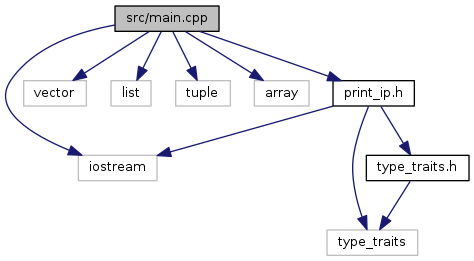 src/main.cpp
vector
list
tuple
array
print_ip.h
iostream
type_traits.h
type_traits